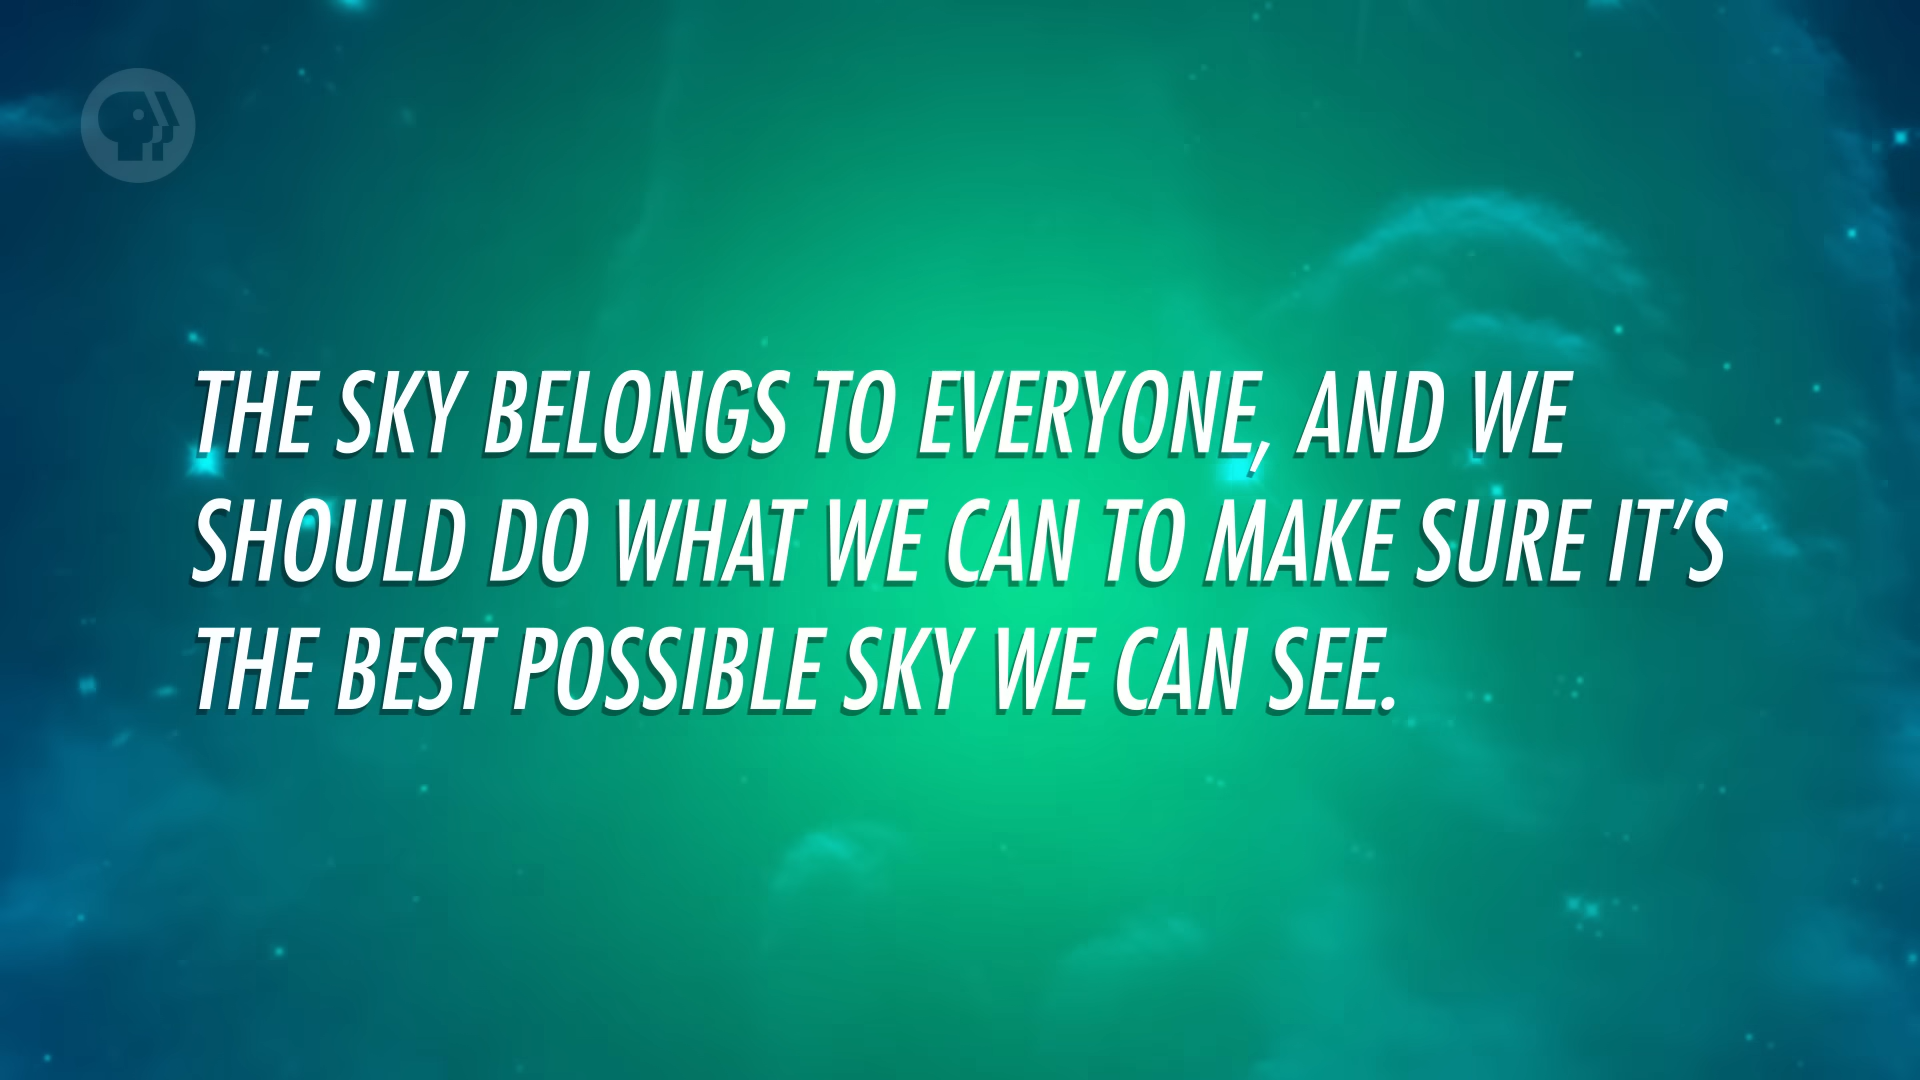 THE SKY BELONGS TO EVERYONE, AND WE
SHOULD DO WHAT WE CAN TO MAKE SURE IT’S
THE BEST POSSIBLE SKY WE CAN SEE.